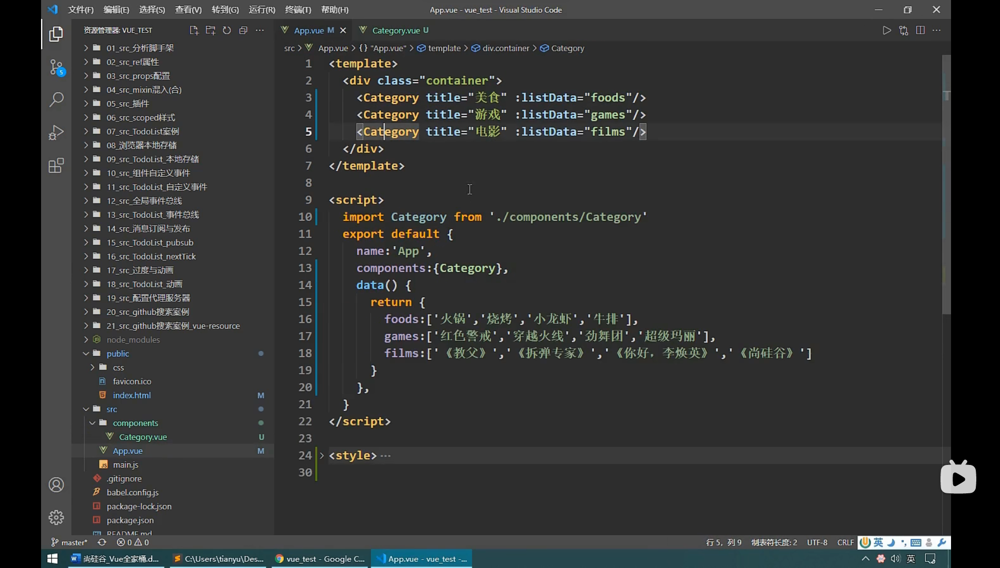 文件(F) 编辑(E) 选择(S) 查看(V) 转到(G) 运行(R) 终端(T) 帮助(H)
App.vue - vue_test - Visual Studio Code
资源管理器: VUE_TEST
01_src_分析脚手架
02_src_ref属性
03_src_props配置
04_src_mixin混入(合)
05_src_插件
06_src_scoped样式
07_src_TodoList案例
08_浏览器本地存储
09_src_TodoList_本地存储
10_src_组件自定义事件
11_src_TodoList_自定义事件
12_src_全局事件总线
13_src_TodoList_事件总线
14_src_消息订阅与发布
15_src_TodoList_pubsub
16_src_TodoList_nextTick
17_src_过度与动画
18_src_TodoList_动画
19_src_配置代理服务器
20_src_github搜索案例
21_src_github搜索案例_vue-resource
node_modules
public
css
favicon.ico
index.html M
src
components
Category.vue U
App.vue M
main.js
.gitignore
babel.config.js
package-lock.json
package.json
README.md
App.vue M Category.vue U
src > App.vue > {} "App.vue" > template > div.container > Category
1 <template>
2 <div class="container">
3 <Category title="美食" :listData="foods"/>
4 <Category title="游戏" :listData="games"/>
5 <Category title="电影" :listData="films"/>
6 </div>
7 </template>
8
9 <script>
10 import Category from './components/Category'
11 export default {
12 name:'App',
13 components:{Category},
14 data() {
15 return {
16 foods:['火锅','烧烤','小龙虾','牛排'],
17 games:['红色警戒','穿越火线','劲舞团','超级玛丽'],
18 films:['《教父》','《拆弹专家》','《你好，李焕英》','《尚硅谷》']
19 }
20 },
21 }
22 </script>
23
24 <style> ···
30
5
master* 0 0
行 5，列 9 制表符长度: 2 UTF-8 CRLF 英
尚硅谷_Vue全家桶.d... C:\Users\tianyu\Des... vue_test - Google C... App.vue - vue_test -... 英